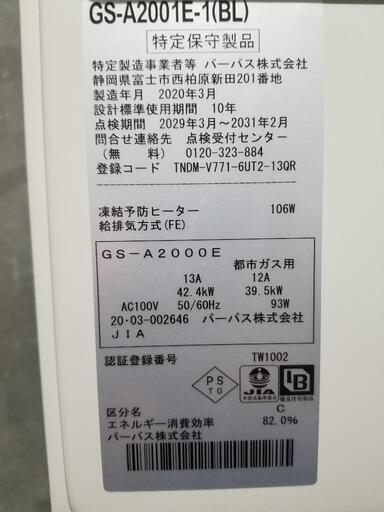 GS-A2001E-1(BL)
特定保守製品
特定製造事業者等 パーパス株式会社
静岡県富士市西柏原新田201番地
製造年月 2020年3月
設計標準使用期間 10年
点検期間 2029年3月～2031年2月
問合せ連絡先 点検受付センター
(無 料) 0120-323-884
登録コード TNDM-V771-6UT2-13QR
凍結予防ヒーター 106W
給排気方式(FE)
GS-A2000E
都市ガス用
13A 12A
42.4kW 39.5kW
AC100V 50/60Hz 93W
20・03-002646 パーパス株式会社
JIA
認証登録番号 TW1002
PS
TG
JIA
BL
区分名 C
エネルギー消費効率 82.0%
パーパス株式会社